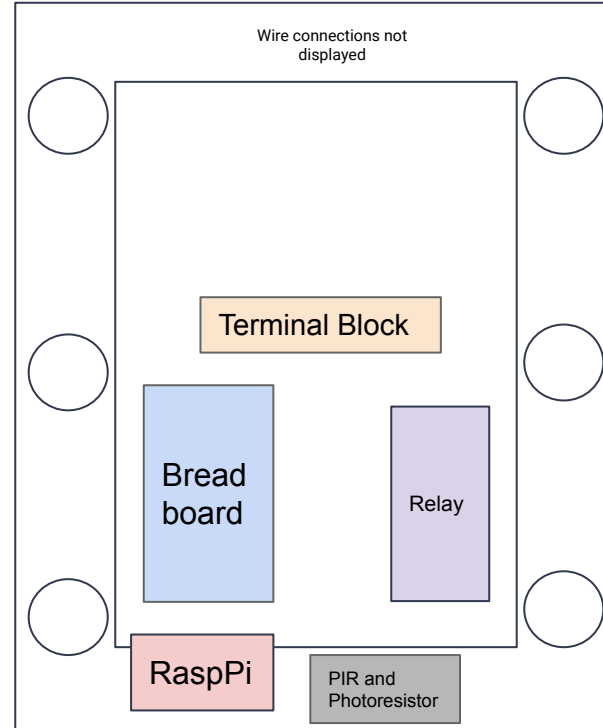 Wire connections not
displayed
Terminal Block
Bread
board
Relay
RaspPi
PIR and
Photoresistor